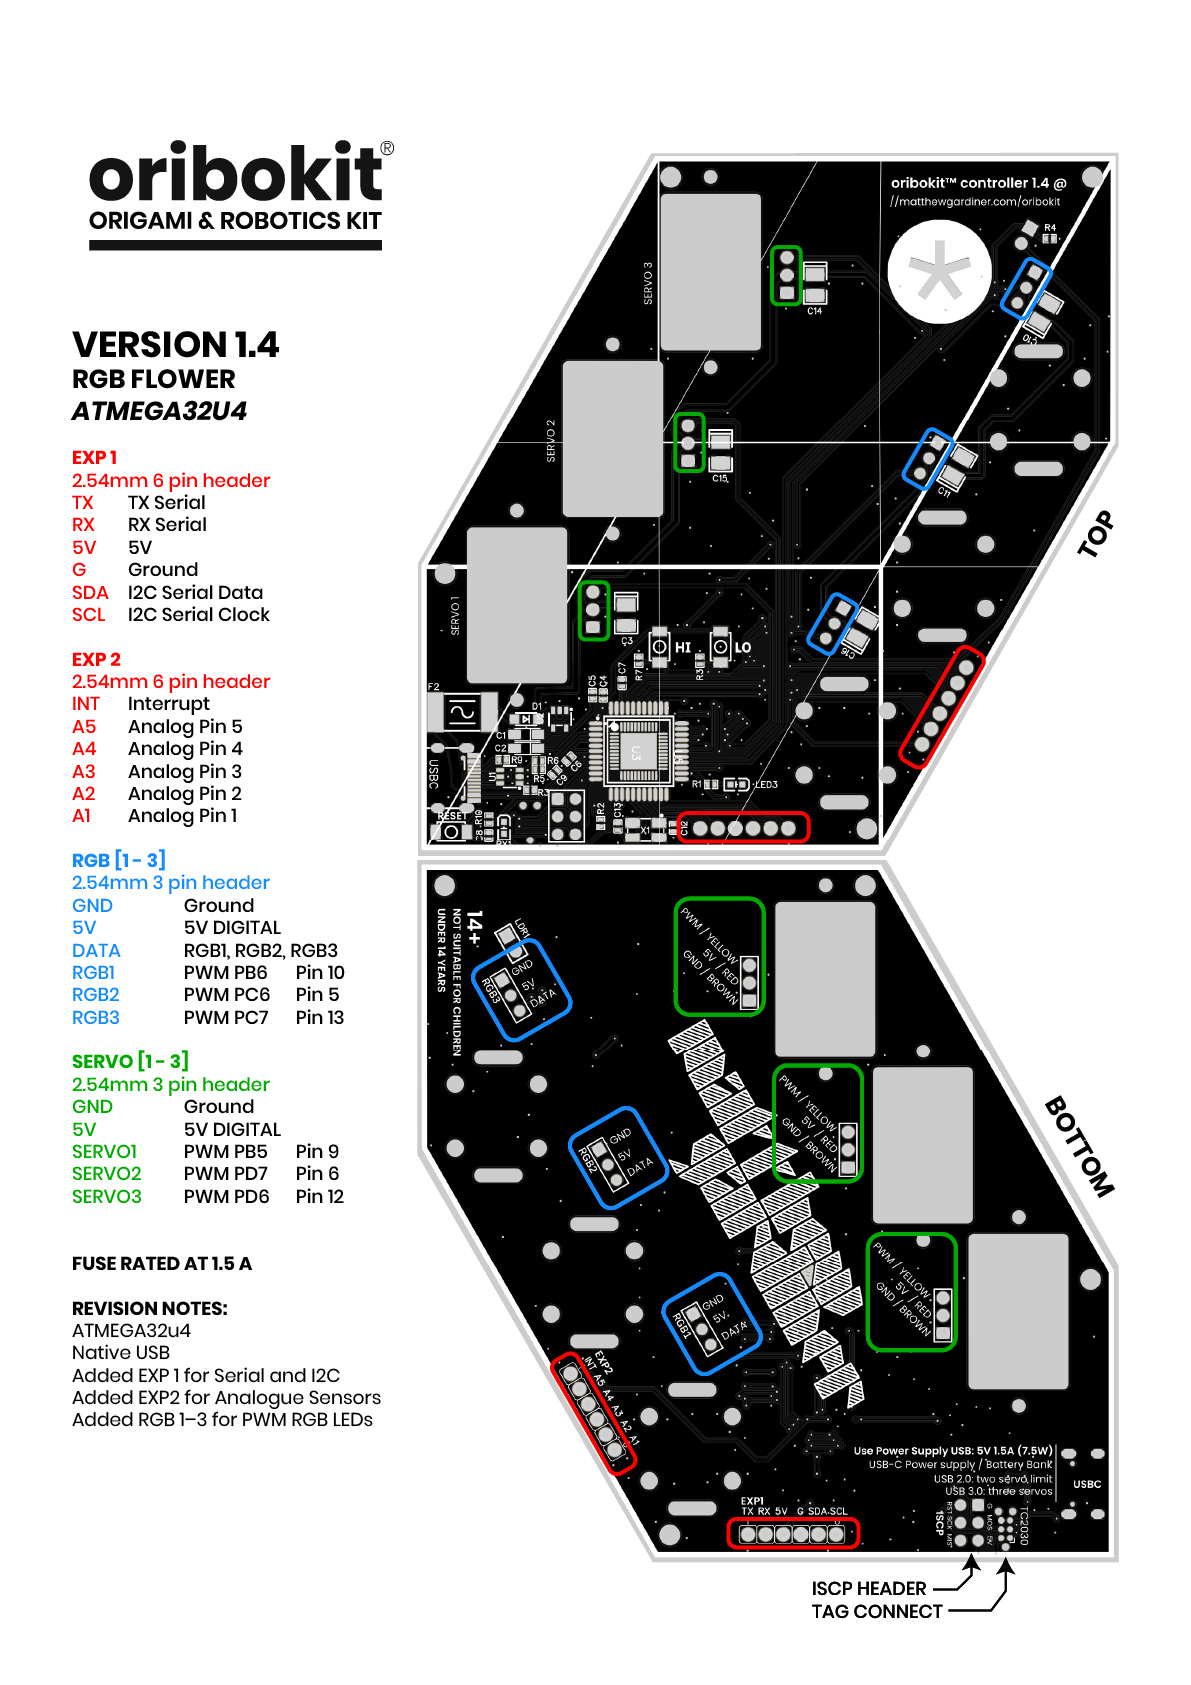 oribokit®
ORIGAMI & ROBOTICS KIT
VERSION 1.4
RGB FLOWER
ATMEGA32U4
EXP 1
2.54mm 6 pin header
TX TX Serial
RX RX Serial
5V 5V
G Ground
SDA I2C Serial Data
SCL I2C Serial Clock
EXP 2
2.54mm 6 pin header
INT Interrupt
A5 Analog Pin 5
A4 Analog Pin 4
A3 Analog Pin 3
A2 Analog Pin 2
A1 Analog Pin 1
RGB [1 - 3]
2.54mm 3 pin header
GND Ground
5V 5V DIGITAL
DATA RGB1, RGB2, RGB3
RGB1 PWM PB6 Pin 10
RGB2 PWM PC6 Pin 5
RGB3 PWM PC7 Pin 13
SERVO [1 - 3]
2.54mm 3 pin header
GND Ground
5V 5V DIGITAL
SERVO1 PWM PB5 Pin 9
SERVO2 PWM PD7 Pin 6
SERVO3 PWM PD6 Pin 12
FUSE RATED AT 1.5 A
REVISION NOTES:
ATMEGA32u4
Native USB
Added EXP 1 for Serial and I2C
Added EXP2 for Analogue Sensors
Added RGB 1–3 for PWM RGB LEDs
oribokit™ controller 1.4 @
//matthewgardiner.com/oribokit
R4
SERVO 3
C14
C10
SERVO 2
C15
C11
TOP
SERVO 1
C3
C16
HI
LO
R7
R3
C7
C5
C4
F2
D1
C1
C2
R9
R6
R5
C9
C6
U1
U3
USBC
R1
LED3
RESET
R10
C8
R2
C13
X1
C12
14+
NOT SUITABLE FOR CHILDREN
UNDER 14 YEARS
LDR1
RGB3
GND
5V
DATA
PWM / YELLOW
5V / RED
GND / BROWN
RGB2
GND
5V
DATA
PWM / YELLOW
5V / RED
GND / BROWN
BOTTOM
RGB1
GND
5V
DATA
PWM / YELLOW
5V / RED
GND / BROWN
EXP2
INT A5 A4 A3 A2 A1
Use Power Supply USB: 5V 1.5A (7.5W)
USB-C Power supply / Battery Bank
USB 2.0: two servo limit
USB 3.0: three servos
USBC
EXP1
TX RX 5V G SDA SCL
ISCP
RST SCK MIS
G MOS 5V
TC2030
ISCP HEADER
TAG CONNECT